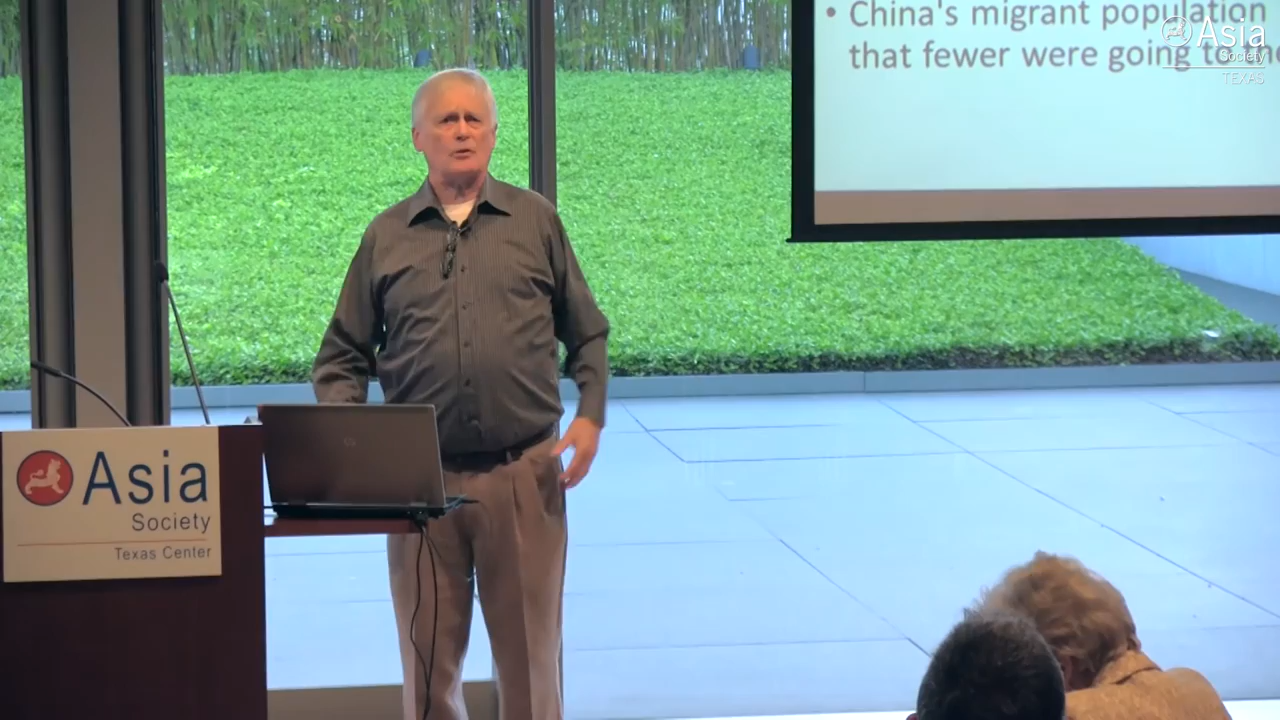 • China's migrant population
that fewer were going to
Asia
Society
TEXAS
Asia
Society
Texas Center